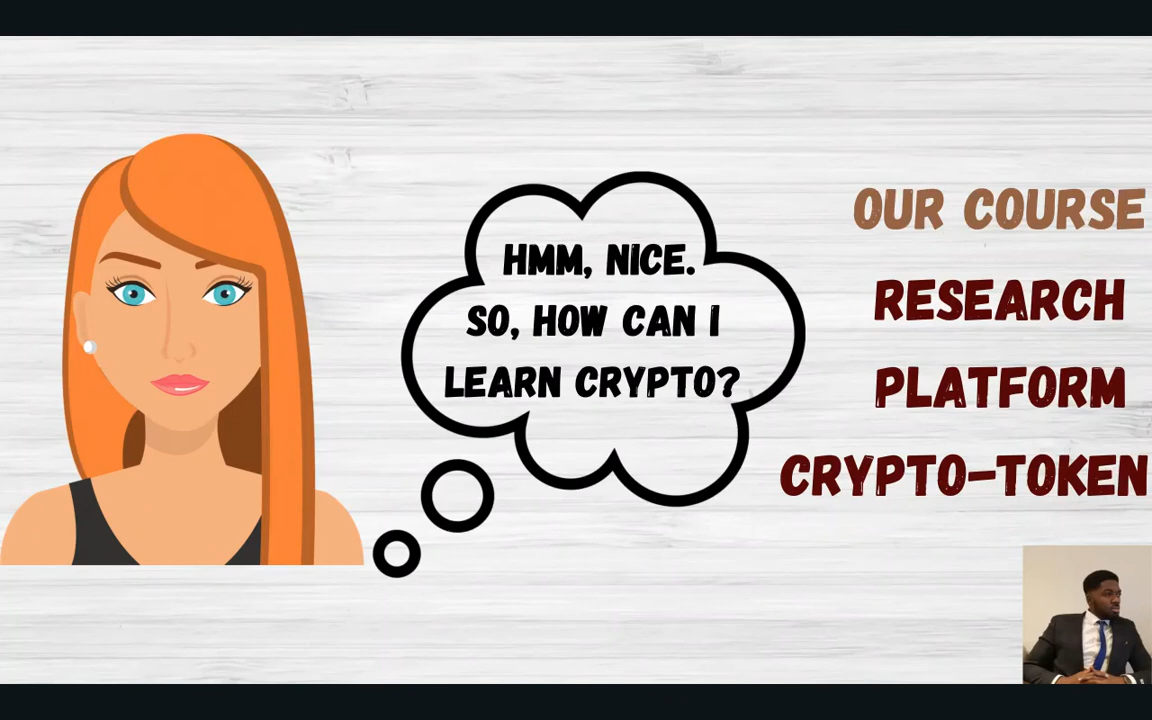 HMM, NICE.
SO, HOW CAN I
LEARN CRYPTO?
OUR COURSE
RESEARCH
PLATFORM
CRYPTO-TOKEN